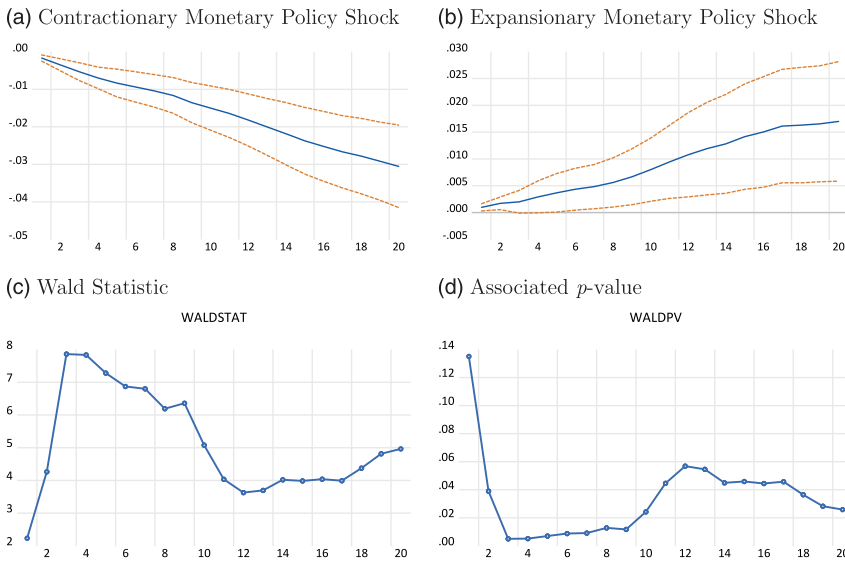 (a) Contractionary Monetary Policy Shock
.00
-.01
-.02
-.03
-.04
-.05
2 4 6 8 10 12 14 16 18 20
(b) Expansionary Monetary Policy Shock
.030
.025
.020
.015
.010
.005
.000
-.005
2 4 6 8 10 12 14 16 18 20
(c) Wald Statistic
WALDSTAT
8
7
6
5
4
3
2
2 4 6 8 10 12 14 16 18 20
(d) Associated p-value
WALDPV
.14
.12
.10
.08
.06
.04
.02
.00
2 4 6 8 10 12 14 16 18 20